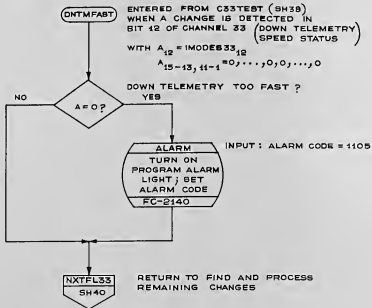 DNTMFAST
ENTERED FROM C33TEST (SH38)
WHEN A CHANGE IS DETECTED IN
BIT 12 OF CHANNEL 33 (DOWN TELEMETRY SPEED STATUS)
WITH A12 = IMODES33 12
A15-13, 11-1 = 0,...,0,0,...,0
DOWN TELEMETRY TOO FAST ?
NO
A=0?
YES
ALARM
TURN ON
PROGRAM ALARM
LIGHT; SET
ALARM CODE
FC-2140
INPUT: ALARM CODE = 1105
NXTFL33
SH40
RETURN TO FIND AND PROCESS
REMAINING CHANGES